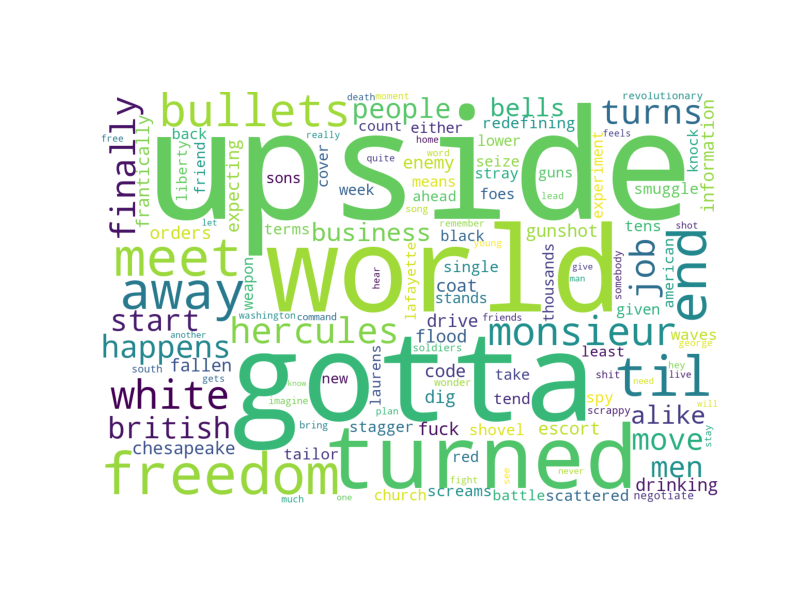 death moment
revolutionary
finally
bullets
people
bells
turns
upside
free
frantically
back
liberty
friend
expecting
count
really
either
home
word
redefining
lower
seize
stray
guns
gunshot
experiment
feels
knock
information
smuggle
sons
cover
week
quite
enemy
means
ahead
song
foes
let
orders
terms
business
black
remember
young
tens
shot
world
meet
away
weapon
hear
lafayette
single
coat
stands
thousands
give
man
somebody
job
given
american
end
start
washington
command
hercules
drive
friends
flood
soldiers
monsieur
waves
george
happens
another
south
fallen
gets
gotta
know
imagine
new
laurens
code
wonder
dig
take
tend
least
shit
hey
live
til
need
will
scrappy
spy
white
british
bring
plan
stagger
fuck
shovel
escort
alike
move
stay
chesapeake
tailor
turned
red
see
never
men
freedom
screams
fight
battle
scattered
drinking
negotiate
church
much
one
lead